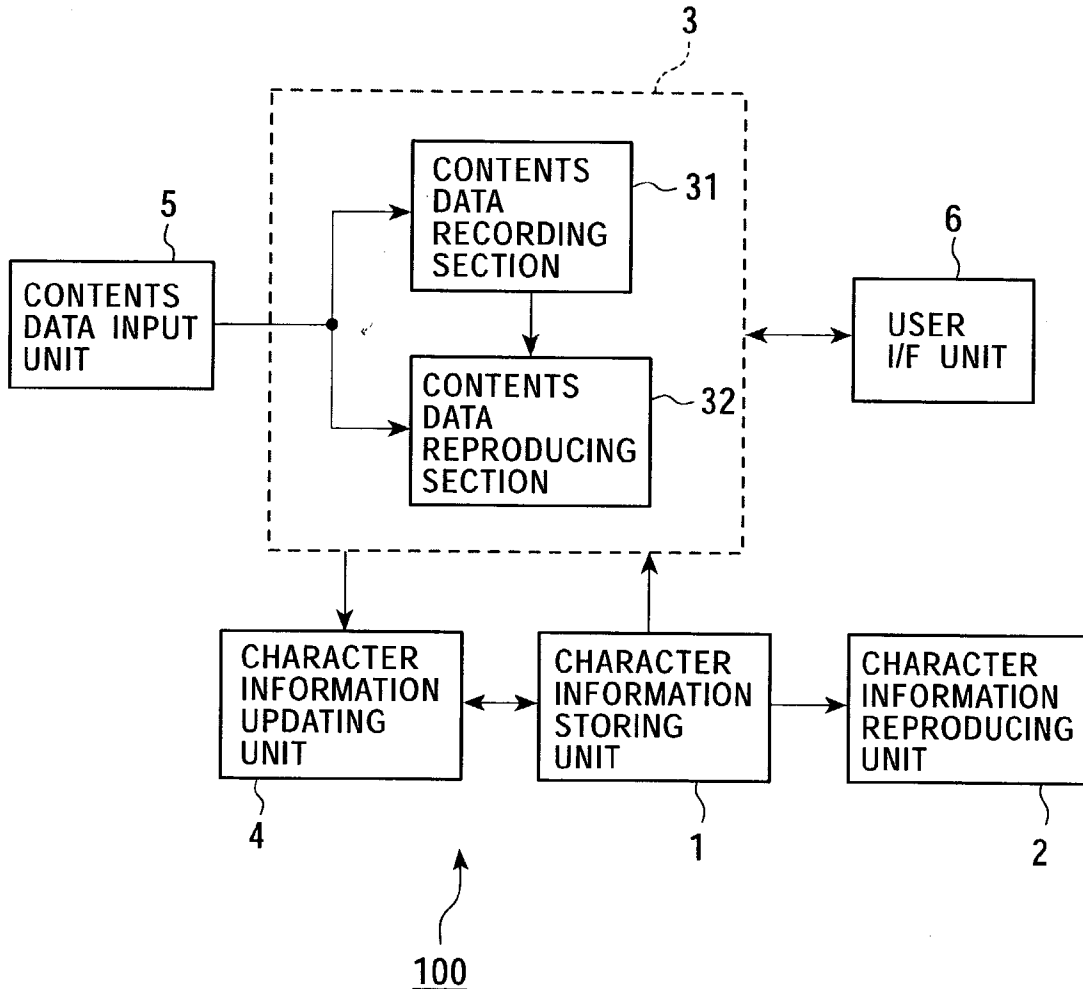 3
CONTENTS
DATA
RECORDING
SECTION
31
5
CONTENTS
DATA INPUT
UNIT
6
USER
I/F UNIT
CONTENTS
DATA
REPRODUCING
SECTION
32
CHARACTER
INFORMATION
UPDATING
UNIT
4
CHARACTER
INFORMATION
STORING
UNIT
1
CHARACTER
INFORMATION
REPRODUCING
UNIT
2
100